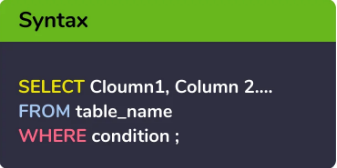 Syntax
SELECT Cloumn1, Column 2....
FROM table_name
WHERE condition ;